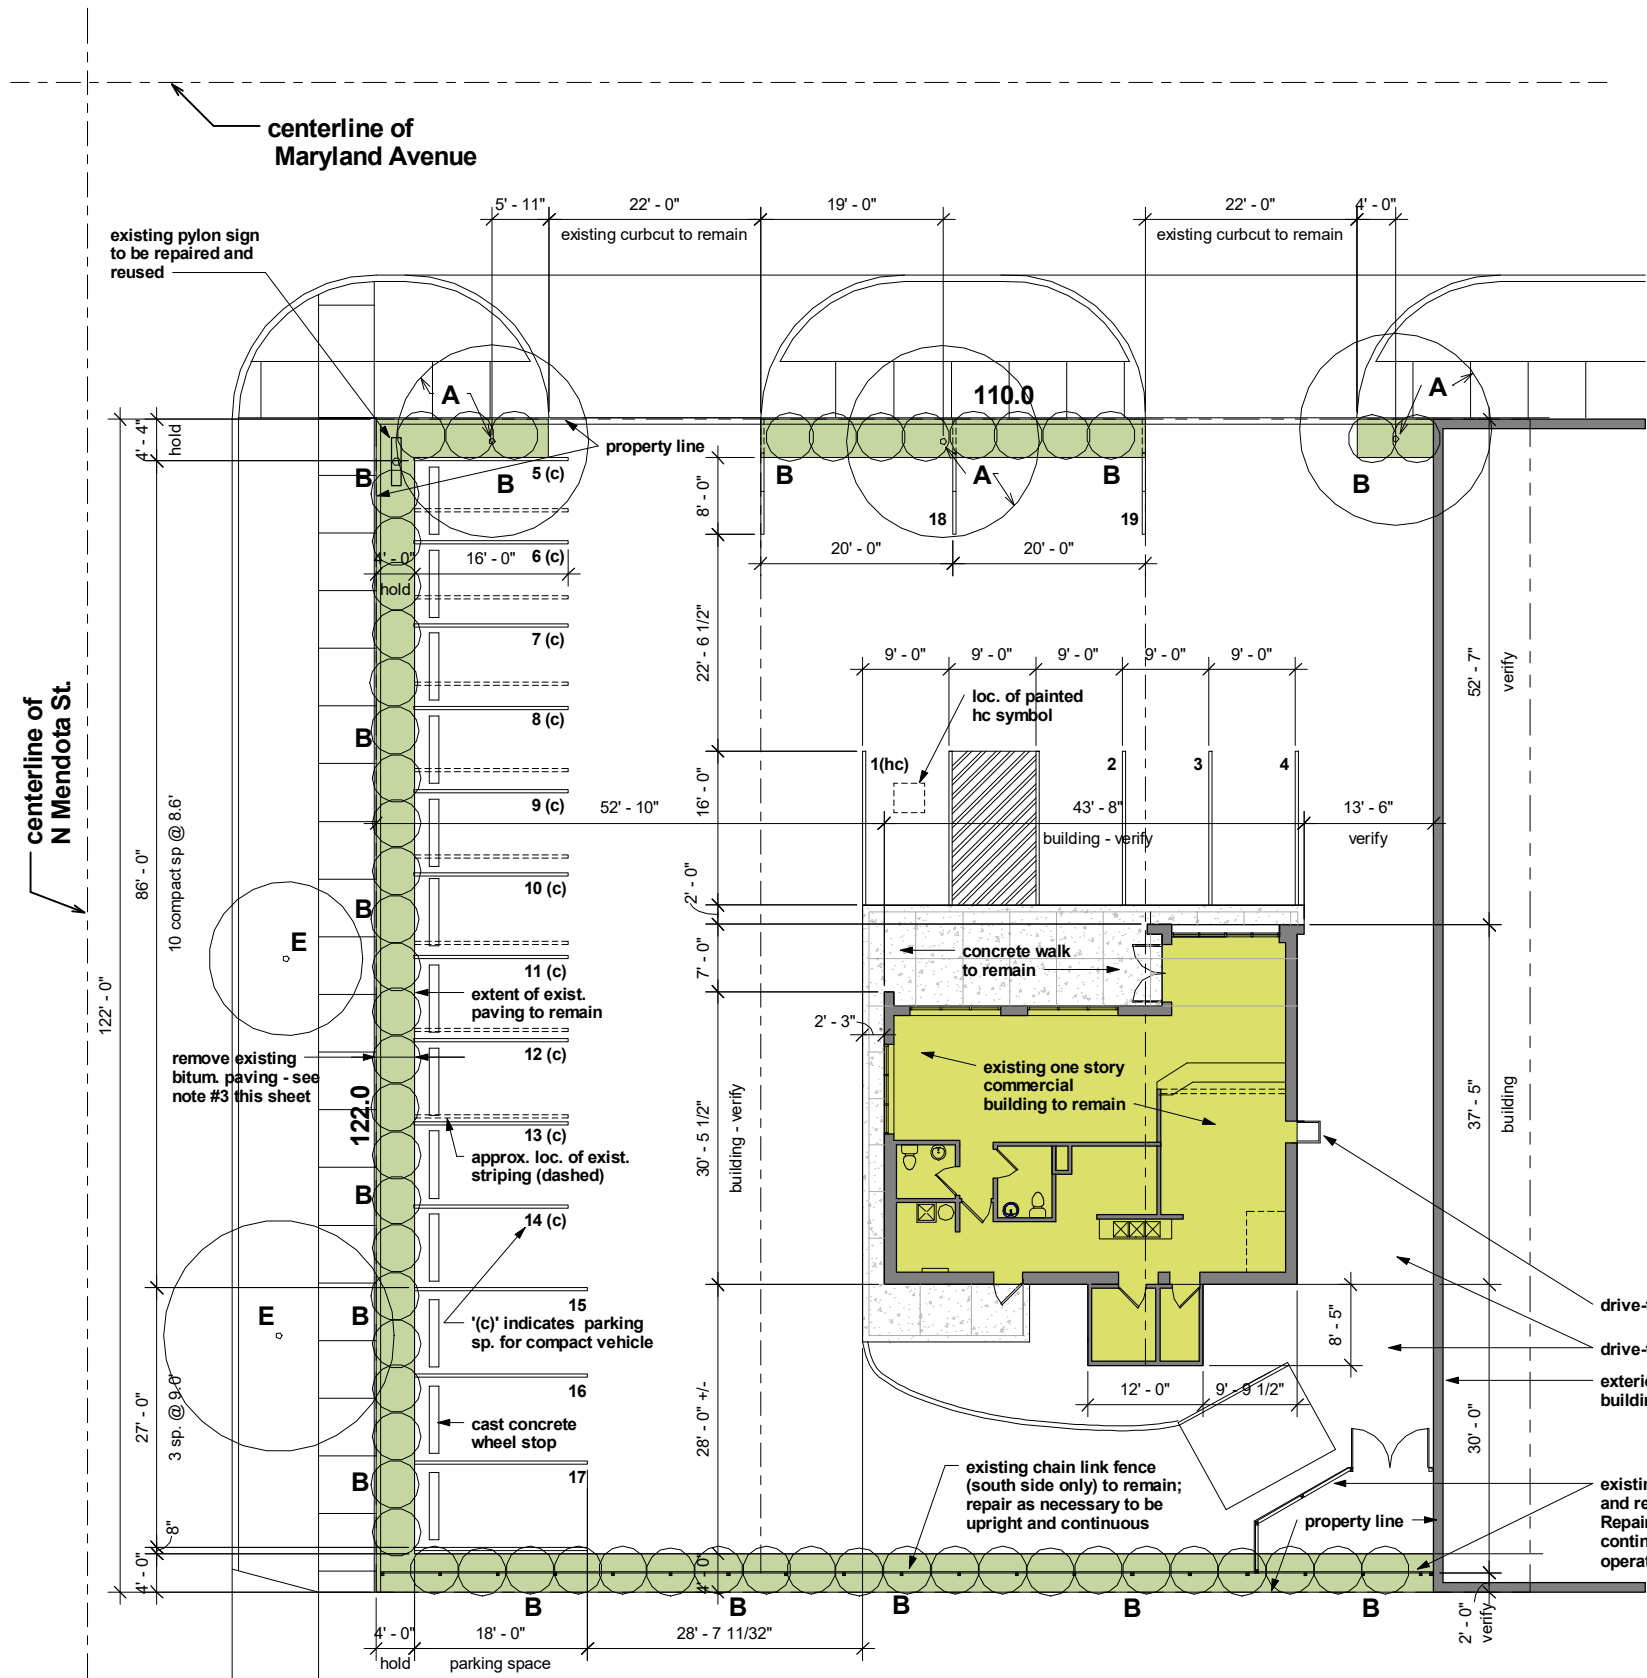 centerline of
Maryland Avenue
5' - 11"
22' - 0"
19' - 0"
22' - 0"
4' - 0"
existing curbcut to remain
existing curbcut to remain
existing pylon sign
to be repaired and
reused
A
110.0
A
4' - 4"
hold
property line
B
B
5 (c)
B
A
B
B
8' - 0"
18
19
4' - 0"
16' - 0"
6 (c)
hold
20' - 0"
20' - 0"
7 (c)
22' - 6 1/2"
9' - 0"
9' - 0"
9' - 0"
9' - 0"
9' - 0"
52' - 7"
verify
loc. of painted
hc symbol
centerline of
N Mendota St.
B
8 (c)
1(hc)
2
3
4
16' - 0"
9 (c)
52' - 10"
43' - 8"
13' - 6"
building - verify
verify
86' - 0"
10 compact sp @ 8.6'
10 (c)
2' - 0"
B
E
7' - 0"
concrete walk
to remain
11 (c)
extent of exist.
paving to remain
122' - 0"
2' - 3"
12 (c)
remove existing
bitum. paving - see
note #3 this sheet
existing one story
commercial
building to remain
122.0
13 (c)
approx. loc. of exist.
striping (dashed)
30' - 5 1/2"
building - verify
37' - 5"
building
B
14 (c)
E
B
15
'(c)' indicates parking
sp. for compact vehicle
8' - 5"
drive-
drive-
16
12' - 0"
9' - 9 1/2"
exterio
buildin
27' - 0"
3 sp. @ 9.0'
cast concrete
wheel stop
28' - 0" +/-
30' - 0"
17
B
existing chain link fence
(south side only) to remain;
repair as necessary to be
upright and continuous
property line
existin
and re
Repair
contin
operat
8"
4' - 0"
4' - 0"
B
B
B
B
B
2' - 0"
verify
4' - 0"
18' - 0"
28' - 7 11/32"
hold
parking space